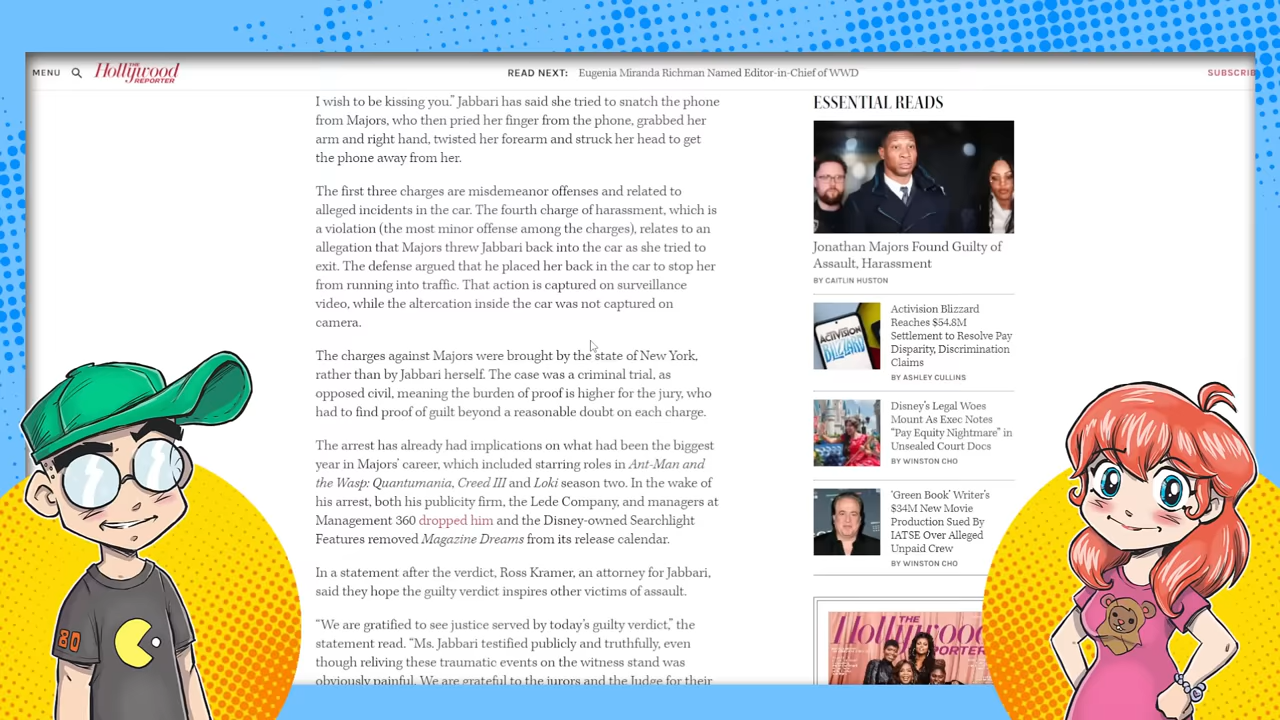 MENU
THE
Hollywood
REPORTER
READ NEXT: Eugenia Miranda Richman Named Editor-in-Chief of WWD
SUBSCRIB
I wish to be kissing you.” Jabbari has said she tried to snatch the phone
from Majors, who then pried her finger from the phone, grabbed her
arm and right hand, twisted her forearm and struck her head to get
the phone away from her.
The first three charges are misdemeanor offenses and related to
alleged incidents in the car. The fourth charge of harassment, which is
a violation (the most minor offense among the charges), relates to an
allegation that Majors threw Jabbari back into the car as she tried to
exit. The defense argued that he placed her back in the car to stop her
from running into traffic. That action is captured on surveillance
video, while the altercation inside the car was not captured on
camera.
The charges against Majors were brought by the state of New York,
rather than by Jabbari herself. The case was a criminal trial, as
opposed civil, meaning the burden of proof is higher for the jury, who
had to find proof of guilt beyond a reasonable doubt on each charge.
The arrest has already had implications on what had been the biggest
year in Majors’ career, which included starring roles in Ant-Man and
the Wasp: Quantumania, Creed III and Loki season two. In the wake of
his arrest, both his publicity firm, the Lede Company, and managers at
Management 360 dropped him and the Disney-owned Searchlight
Features removed Magazine Dreams from its release calendar.
In a statement after the verdict, Ross Kramer, an attorney for Jabbari,
said they hope the guilty verdict inspires other victims of assault.
“We are gratified to see justice served by today’s guilty verdict,” the
statement read. “Ms. Jabbari testified publicly and truthfully, even
though reliving these traumatic events on the witness stand was
obviously painful. We are grateful to the jurors and the Judge for their
ESSENTIAL READS
Jonathan Majors Found Guilty of
Assault, Harassment
BY CAITLIN HUSTON
ACTIVISION
BLIZZARD
Activision Blizzard
Reaches $54.8M
Settlement to Resolve Pay
Disparity, Discrimination
Claims
BY ASHLEY CULLINS
Disney’s Legal Woes
Mount As Exec Notes
“Pay Equity Nightmare” in
Unsealed Court Docs
BY WINSTON CHO
‘Green Book’ Writer’s
$34M New Movie
Production Sued By
IATSE Over Alleged
Unpaid Crew
BY WINSTON CHO
THE
Hollywood
REPORTER
80